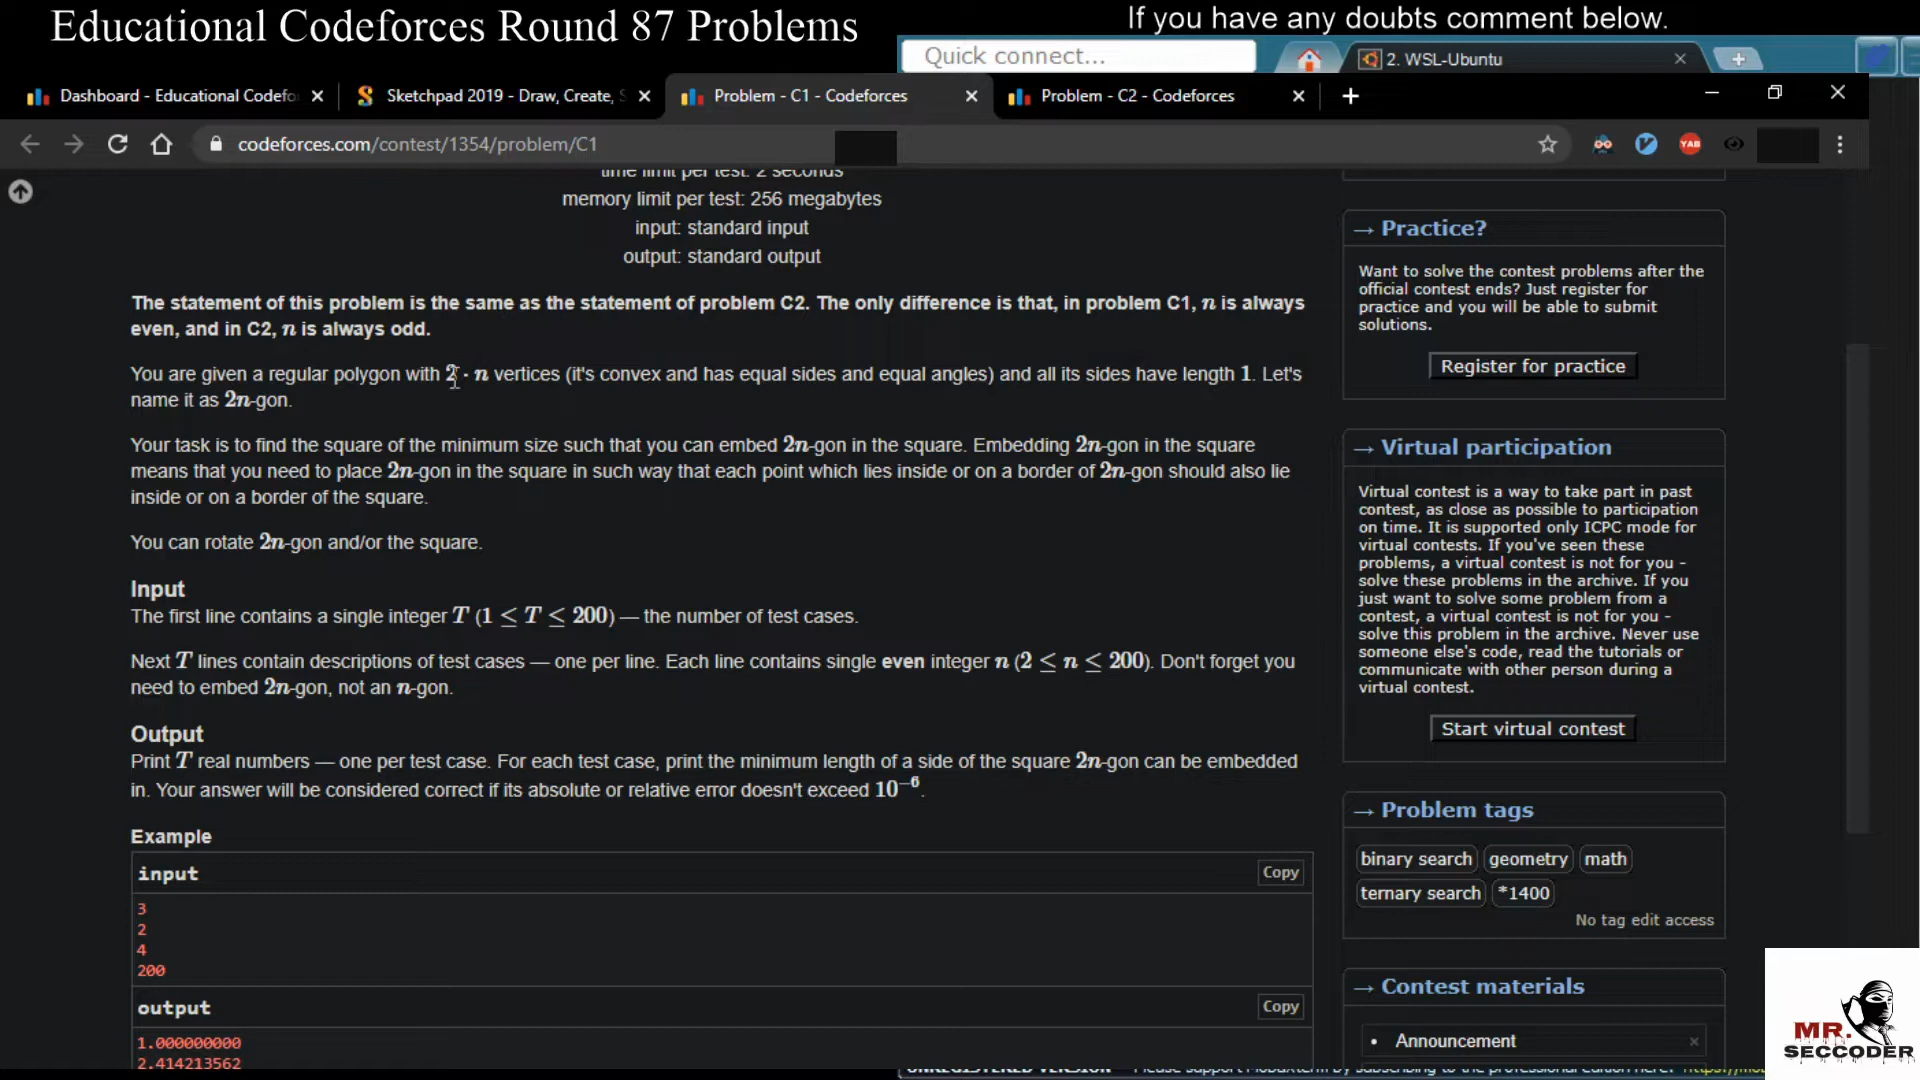 Educational Codeforces Round 87 Problems
If you have any doubts comment below.
Quick connect...
2. WSL-Ubuntu
Dashboard - Educational Codefo
Sketchpad 2019 - Draw, Create, S
Problem - C1 - Codeforces
Problem - C2 - Codeforces
codeforces.com/contest/1354/problem/C1
YAB
time limit per test: 2 seconds
memory limit per test: 256 megabytes
input: standard input
output: standard output
The statement of this problem is the same as the statement of problem C2. The only difference is that, in problem C1, n is always
even, and in C2, n is always odd.
You are given a regular polygon with 2 · n vertices (it's convex and has equal sides and equal angles) and all its sides have length 1. Let's
name it as 2n-gon.
Your task is to find the square of the minimum size such that you can embed 2n-gon in the square. Embedding 2n-gon in the square
means that you need to place 2n-gon in the square in such way that each point which lies inside or on a border of 2n-gon should also lie
inside or on a border of the square.
You can rotate 2n-gon and/or the square.
Input
The first line contains a single integer T (1 ≤ T ≤ 200) — the number of test cases.
Next T lines contain descriptions of test cases — one per line. Each line contains single even integer n (2 ≤ n ≤ 200). Don't forget you
need to embed 2n-gon, not an n-gon.
Output
Print T real numbers — one per test case. For each test case, print the minimum length of a side of the square 2n-gon can be embedded
in. Your answer will be considered correct if its absolute or relative error doesn't exceed 10⁻⁶.
Example
input
Copy
3
2
4
200
output
Copy
1.000000000
2.414213562
→ Practice?
Want to solve the contest problems after the
official contest ends? Just register for
practice and you will be able to submit
solutions.
Register for practice
→ Virtual participation
Virtual contest is a way to take part in past
contest, as close as possible to participation
on time. It is supported only ICPC mode for
virtual contests. If you've seen these
problems, a virtual contest is not for you -
solve these problems in the archive. If you
just want to solve some problem from a
contest, a virtual contest is not for you -
solve this problem in the archive. Never use
someone else's code, read the tutorials or
communicate with other person during a
virtual contest.
Start virtual contest
→ Problem tags
binary search geometry math
ternary search *1400
No tag edit access
→ Contest materials
• Announcement
MR.
SECCODER
UNREGISTERED VERSION - Please support MobaXterm by subscribing to the professional edition here: